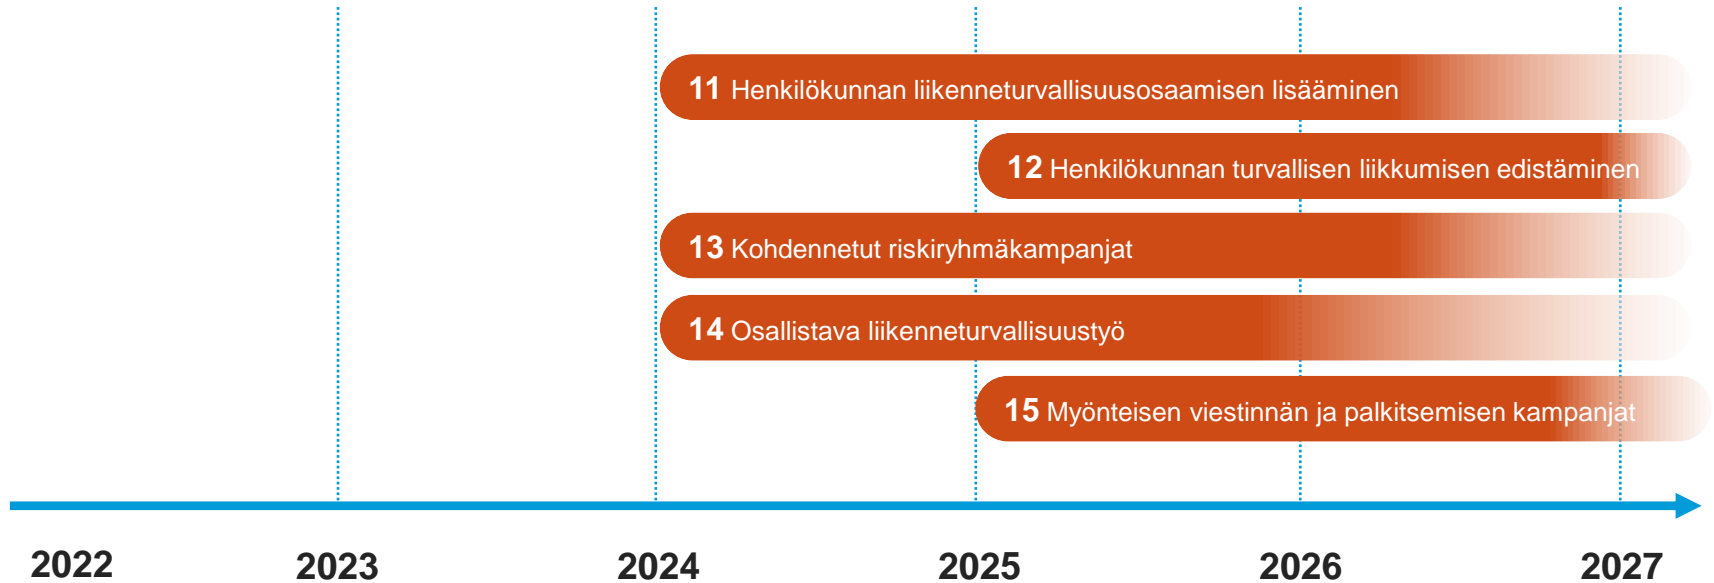 11 Henkilökunnan liikenneturvallisuusosaamisen lisääminen
12 Henkilökunnan turvallisen liikkumisen edistäminen
13 Kohdennetut riskiryhmäkampanjat
14 Osallistava liikenneturvallisuustyö
15 Myönteisen viestinnän ja palkitsemisen kampanjat
2022 2023 2024 2025 2026 2027